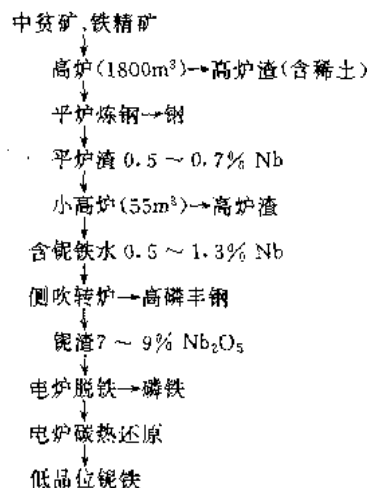 中贫矿、铁精矿
高炉(1800m³)→高炉渣(含稀土)
平炉炼钢→钢
平炉渣 0.5~0.7% Nb
小高炉(55m³)→高炉渣
含铌铁水 0.5~1.3% Nb
侧吹转炉→高磷丰钢
铌渣7~9% Nb₂O₅
电炉脱铁→磷铁
电炉碳热还原
低品位铌铁